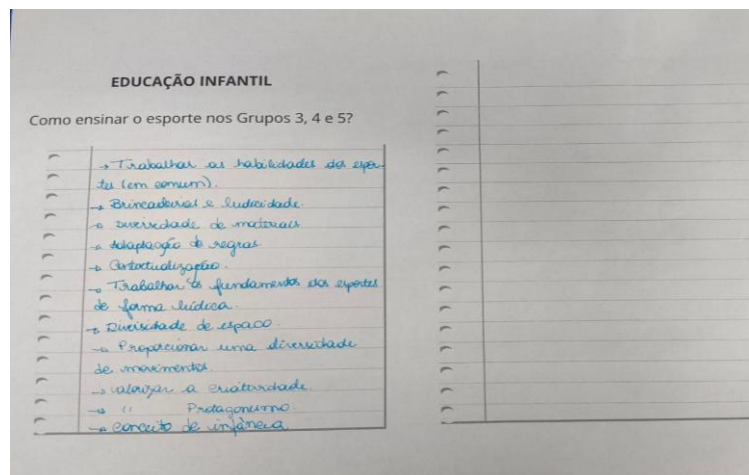 EDUCAÇÃO INFANTIL
Como ensinar o esporte nos Grupos 3, 4 e 5?
→ Trabalhar as habilidades dos espor-
tes (em comum).
→ Brincadeiras e ludicidade.
→ Diversidade de materiais
→ Adaptação de regras
→ Contextualização.
→ Trabalhar os fundamentos dos esportes
de forma lúdica.
→ Diversidade de espaço.
→ Proporcionar uma diversidade
de movimentos.
→ valorizar a criatividade.
→ " Protagonismo.
→ conceito de infância